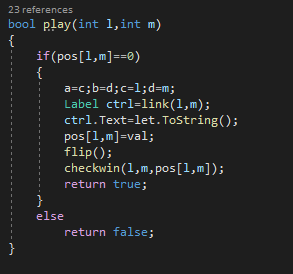 23 references
bool play(int l,int m)
{
if(pos[l,m]==0)
{
a=c;b=d;c=l;d=m;
Label ctrl=link(l,m);
ctrl.Text=let.ToString();
pos[l,m]=val;
flip();
checkwin(l,m,pos[l,m]);
return true;
}
else
return false;
}